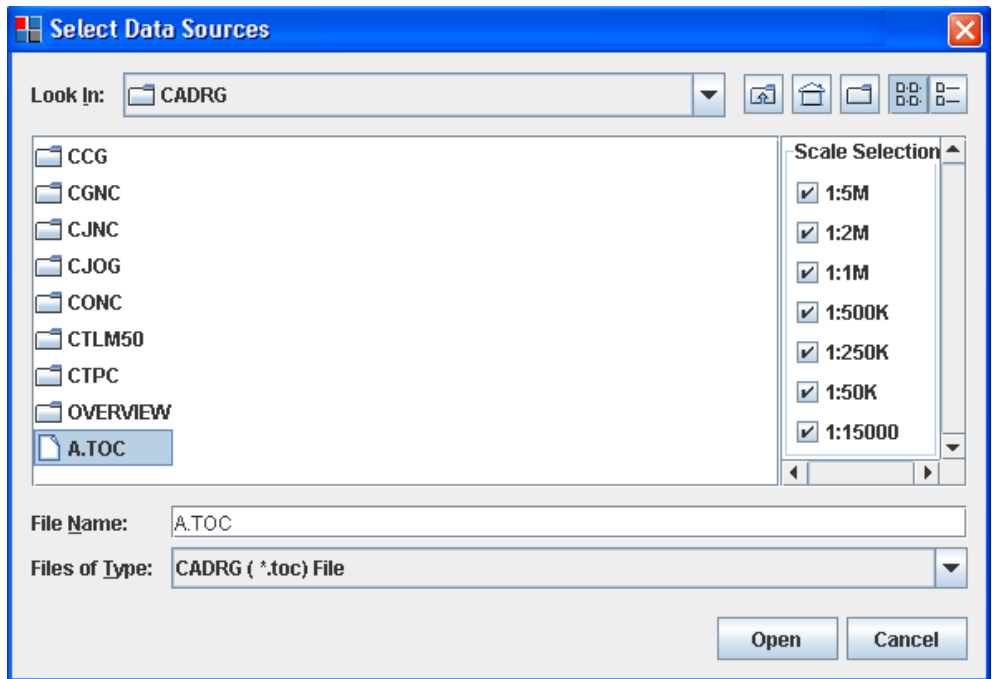 Select Data Sources
Look In: CADRG
CCG
CGNC
CJNC
CJOG
CONC
CTLM50
CTPC
OVERVIEW
A.TOC
Scale Selection
1:5M
1:2M
1:1M
1:500K
1:250K
1:50K
1:15000
File Name: A.TOC
Files of Type: CADRG ( *.toc) File
Open Cancel